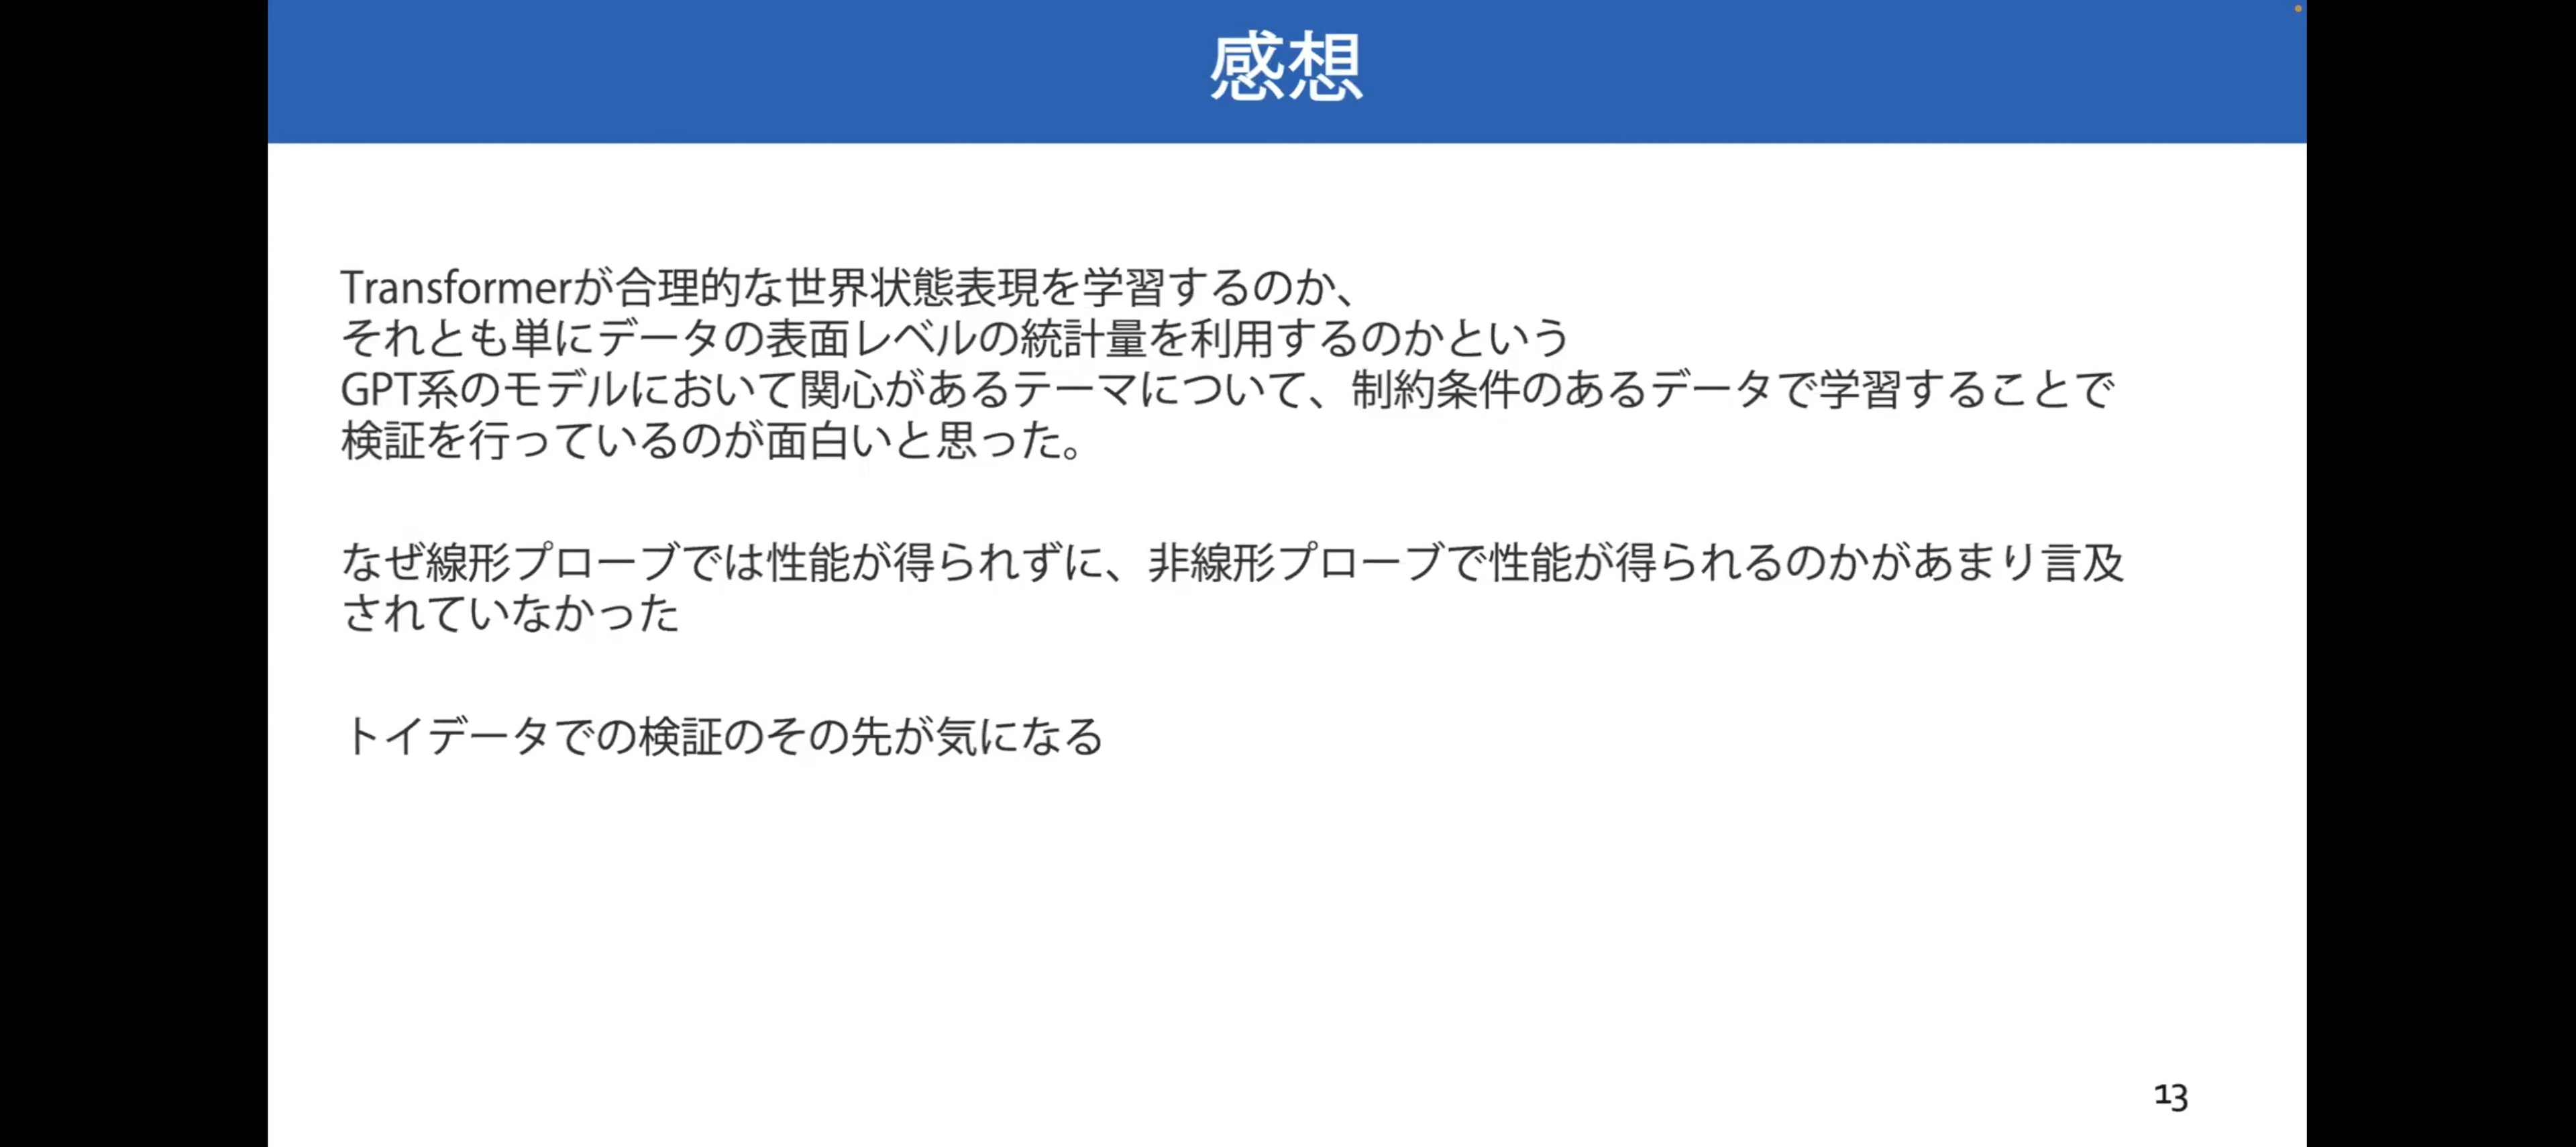 感想
Transformerが合理的な世界状態表現を学習するのか、
それとも単にデータの表面レベルの統計量を利用するのかという
GPT系のモデルにおいて関心があるテーマについて、制約条件のあるデータで学習することで
検証を行っているのが面白いと思った。
なぜ線形プローブでは性能が得られずに、非線形プローブで性能が得られるのかがあまり言及
されていなかった
トイデータでの検証のその先が気になる
13